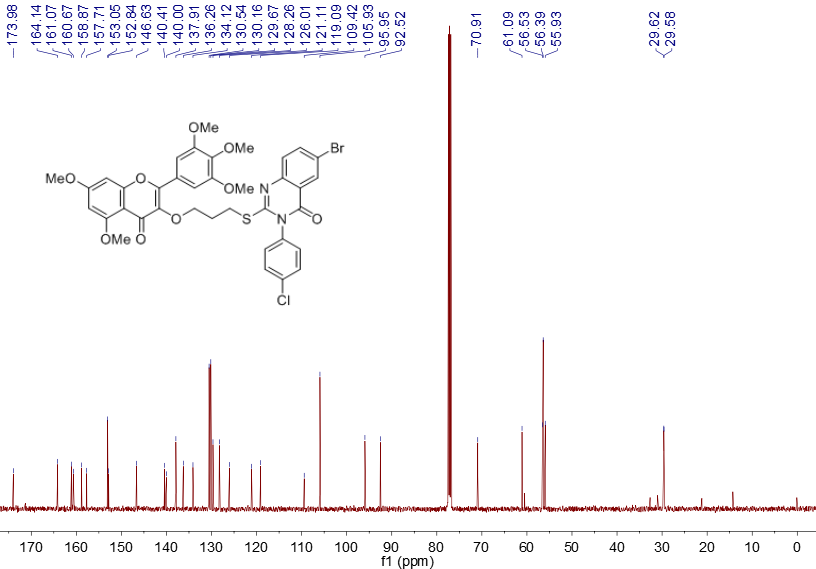 173.98
164.14
161.07
160.67
158.87
157.71
153.05
152.84
146.63
140.41
140.00
137.91
136.26
134.12
130.54
130.16
129.67
128.26
126.01
121.11
119.09
109.42
105.93
95.95
92.52
70.91
61.09
56.53
56.39
55.93
29.62
29.58
OMe
OMe
Br
MeO
O
OMe
N
O
O
S
N
O
OMe
Cl
170 160 150 140 130 120 110 100 90 80 70 60 50 40 30 20 10 0
f1 (ppm)